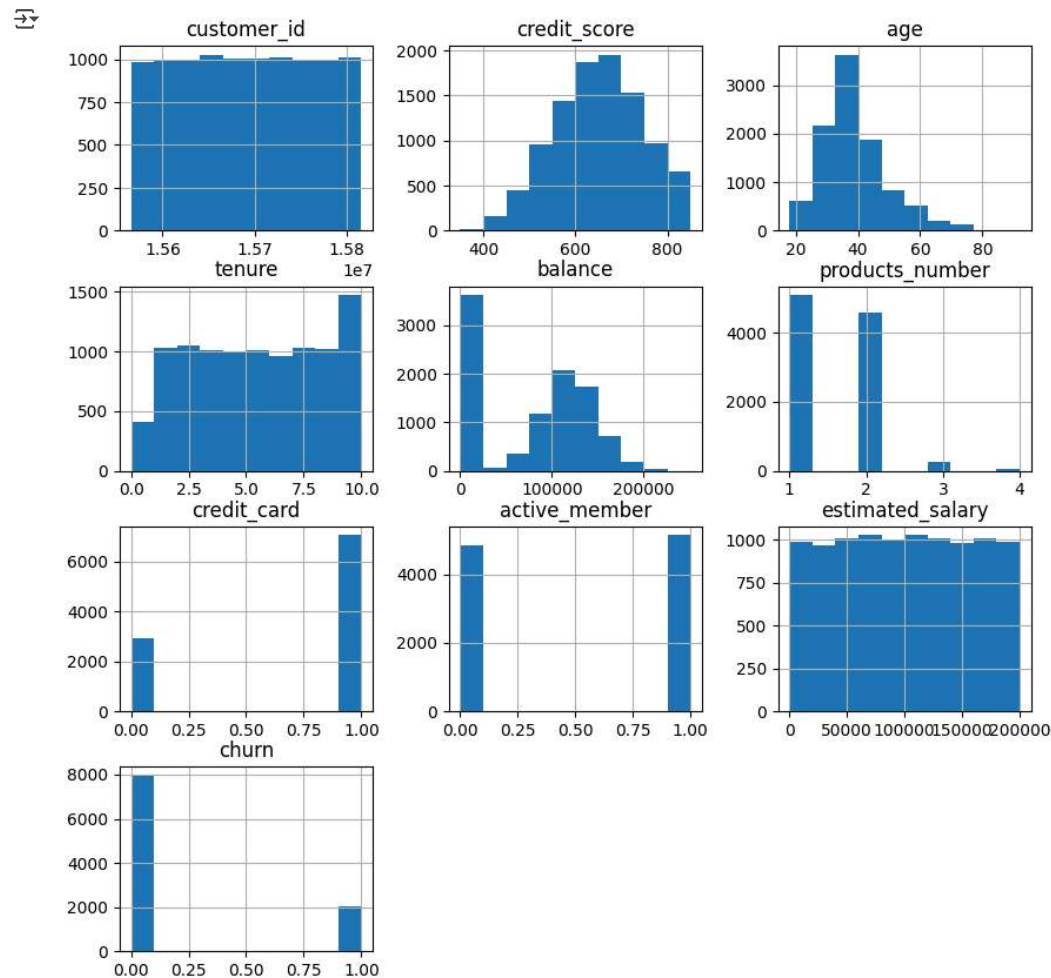 customer_id credit_score age
1000 2000
750 1500 3000
500 1000 2000
250 500 1000
0 0 0
1.56 1.57 1.58 400 600 800 20 40 60 80
1e7
tenure balance products_number
1500
1000 3000 4000
500 2000 2000
0 1000 0
0
0.0 2.5 5.0 7.5 10.0 0 100000 200000 1 2 3 4
credit_card active_member estimated_salary
6000 4000 1000
4000 2000 750
2000 0 500
0 250
0
0.00 0.25 0.50 0.75 1.00 0.00 0.25 0.50 0.75 1.00 0 50000 100000 150000 200000
churn
8000
6000
4000
2000
0
0.00 0.25 0.50 0.75 1.00